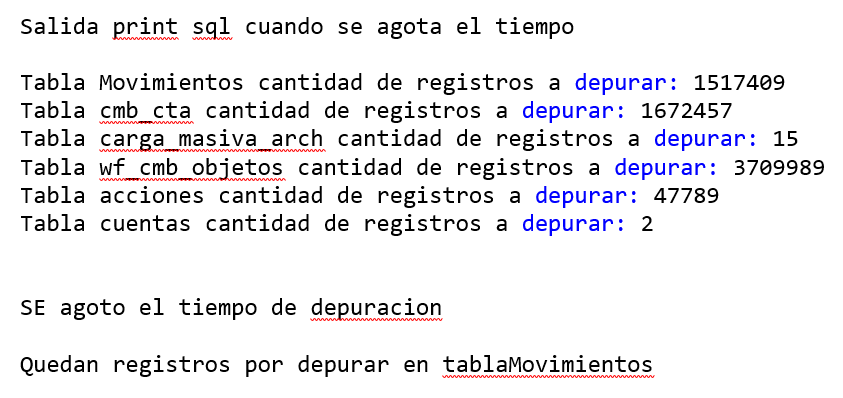 Salida print sql cuando se agota el tiempo
Tabla Movimientos cantidad de registros a depurar: 1517409
Tabla cmb_cta cantidad de registros a depurar: 1672457
Tabla carga_masiva_arch cantidad de registros a depurar: 15
Tabla wf_cmb_objetos cantidad de registros a depurar: 3709989
Tabla acciones cantidad de registros a depurar: 47789
Tabla cuentas cantidad de registros a depurar: 2
SE agoto el tiempo de depuracion
Quedan registros por depurar en tablaMovimientos